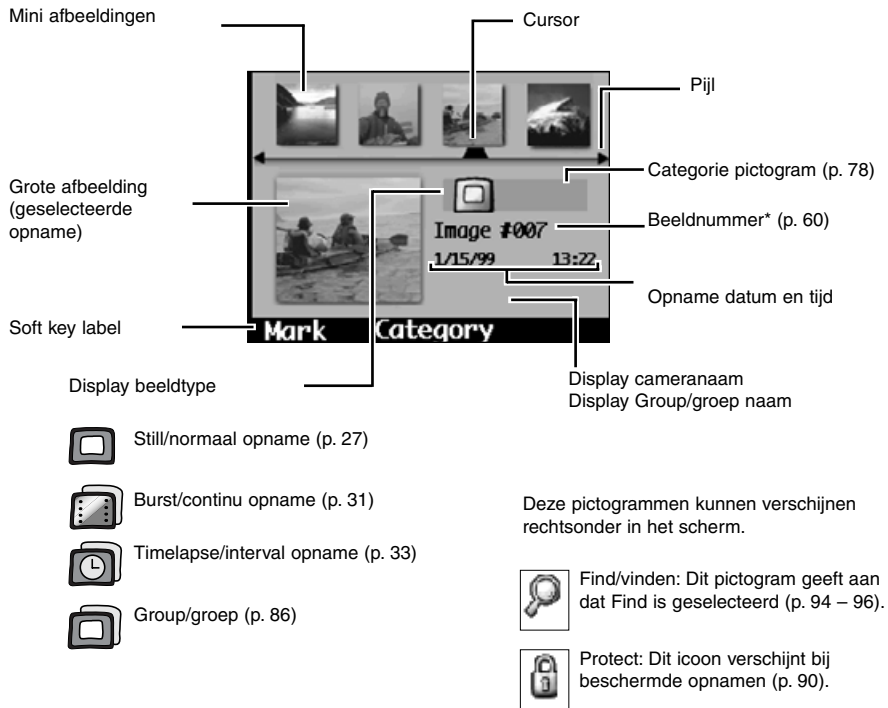 Mini afbeeldingen
Cursor
Pijl
Categorie pictogram (p. 78)
Grote afbeelding
(geselecteerde
opname)
Image #007
Beeldnummer* (p. 60)
1/15/99 13:22
Opname datum en tijd
Soft key label
Mark Category
Display beeldtype
Display cameranaam
Display Group/groep naam
Still/normaal opname (p. 27)
Burst/continu opname (p. 31)
Timelapse/interval opname (p. 33)
Group/groep (p. 86)
Deze pictogrammen kunnen verschijnen
rechtsonder in het scherm.
Find/vinden: Dit pictogram geeft aan
dat Find is geselecteerd (p. 94 – 96).
Protect: Dit icoon verschijnt bij
beschermde opnamen (p. 90).